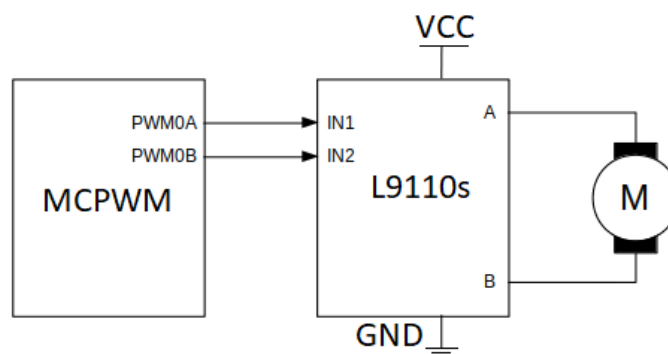 VCC
PWM0A
IN1
A
PWM0B
IN2
MCPWM
L9110s
M
B
GND